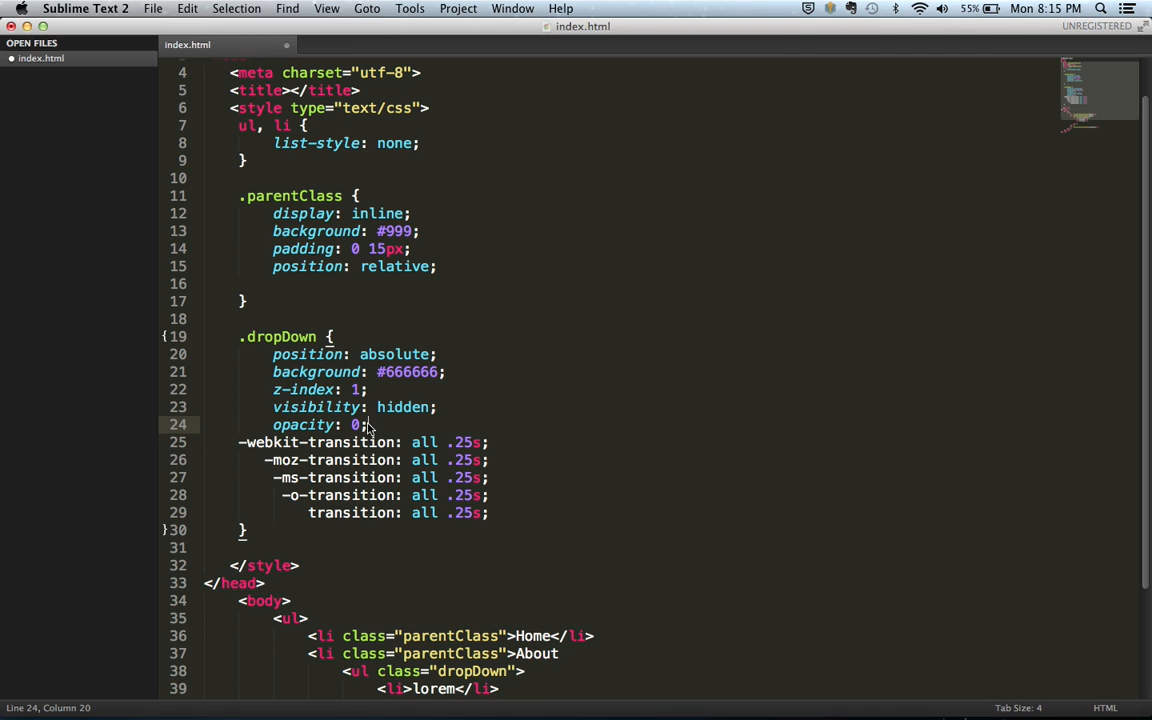 Sublime Text 2 File Edit Selection Find View Goto Tools Project Window Help 55% M 8:15 PM
index.html UNREGISTERED
OPEN FILES
index.html
index.html
4 <meta charset="utf-8">
5 <title></title>
6 <style type="text/css">
7 ul, li {
8 list-style: none;
9 }
10
11 .parentClass {
12 display: inline;
13 background: #999;
14 padding: 0 15px;
15 position: relative;
16
17 }
18
19 .dropDown {
20 position: absolute;
21 background: #666666;
22 z-index: 1;
23 visibility: hidden;
24 opacity: 0;
25 -webkit-transition: all .25s;
26 -moz-transition: all .25s;
27 -ms-transition: all .25s;
28 -o-transition: all .25s;
29 transition: all .25s;
30 }
31
32 </style>
33 </head>
34 <body>
35 <ul>
36 <li class="parentClass">Home</li>
37 <li class="parentClass">About
38 <ul class="dropDown">
39 <li>lorem</li>
Line 24, Column 20 Tab Size: 4 HTML